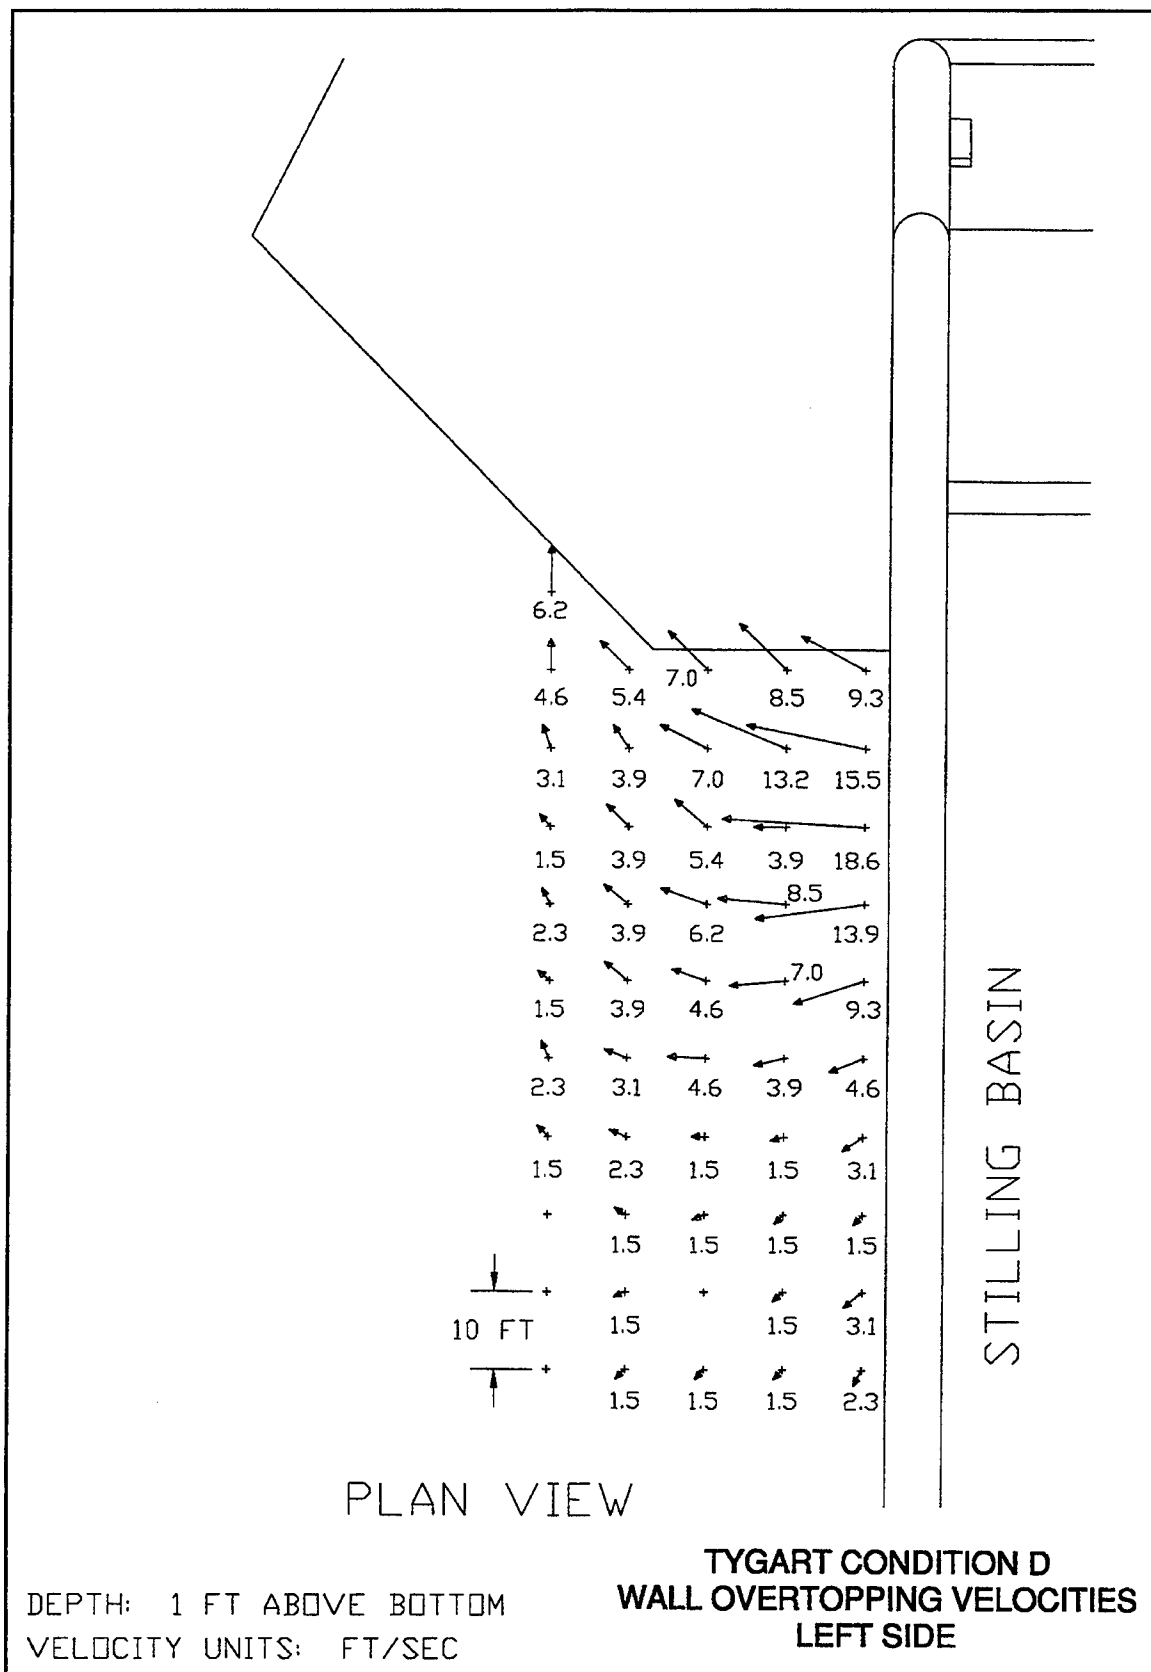 6.2
4.6 5.4 7.0 8.5 9.3
3.1 3.9 7.0 13.2 15.5
1.5 3.9 5.4 3.9 18.6
8.5
2.3 3.9 6.2 13.9
7.0
1.5 3.9 4.6 9.3
2.3 3.1 4.6 3.9 4.6
1.5 2.3 1.5 1.5 3.1
1.5 1.5 1.5 1.5
10 FT 1.5 1.5 3.1
1.5 1.5 1.5 2.3
STILLING BASIN
PLAN VIEW
TYGART CONDITION D
WALL OVERTOPPING VELOCITIES
LEFT SIDE
DEPTH: 1 FT ABOVE BOTTOM
VELOCITY UNITS: FT/SEC